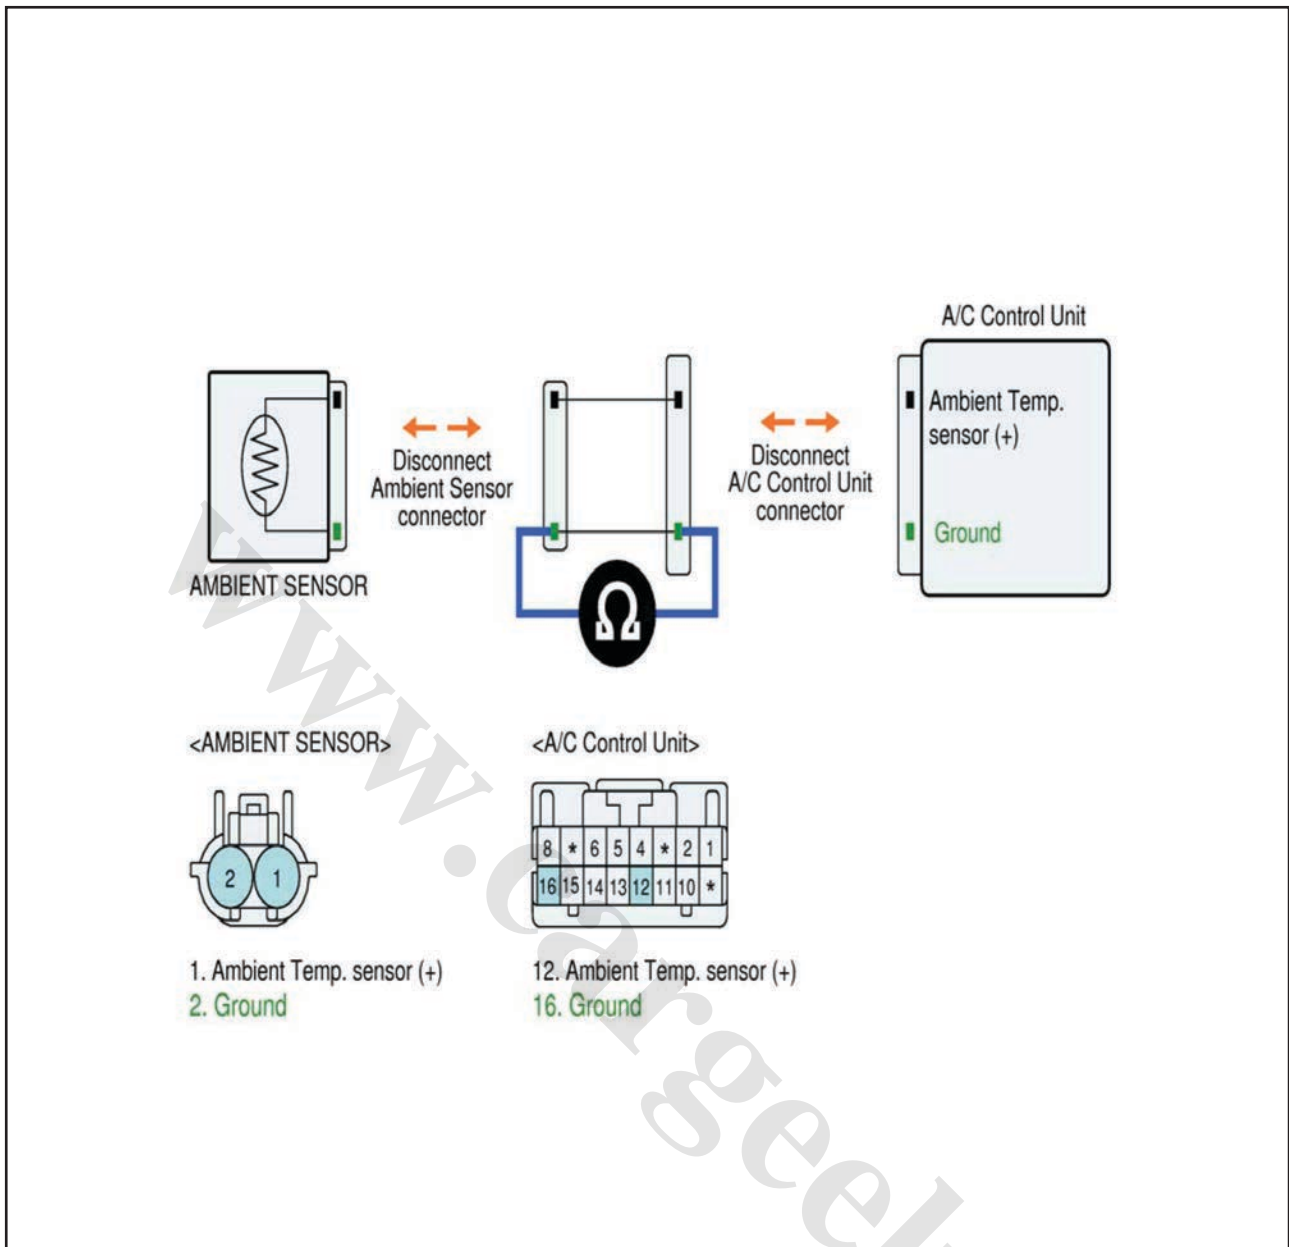 A/C Control Unit
Ambient Temp.
sensor (+)
Ground
Disconnect
Ambient Sensor
connector
Disconnect
A/C Control Unit
connector
AMBIENT SENSOR
Ω
<AMBIENT SENSOR>
<A/C Control Unit>
2 1
8 * 6 5 4 * 2 1
16 15 14 13 12 11 10 *
1. Ambient Temp. sensor (+)
2. Ground
12. Ambient Temp. sensor (+)
16. Ground
www.cargeek